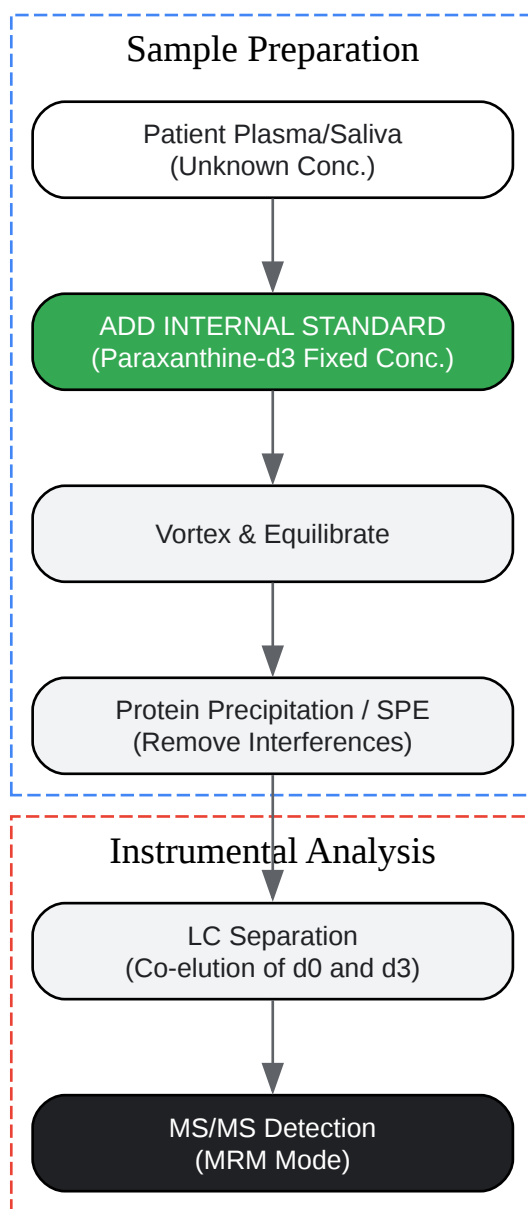 Sample Preparation
Patient Plasma/Saliva
(Unknown Conc.)
ADD INTERNAL STANDARD
(Paraxanthine-d3 Fixed Conc.)
Vortex & Equilibrate
Protein Precipitation / SPE
(Remove Interferences)
Instrumental Analysis
LC Separation
(Co-elution of d0 and d3)
MS/MS Detection
(MRM Mode)